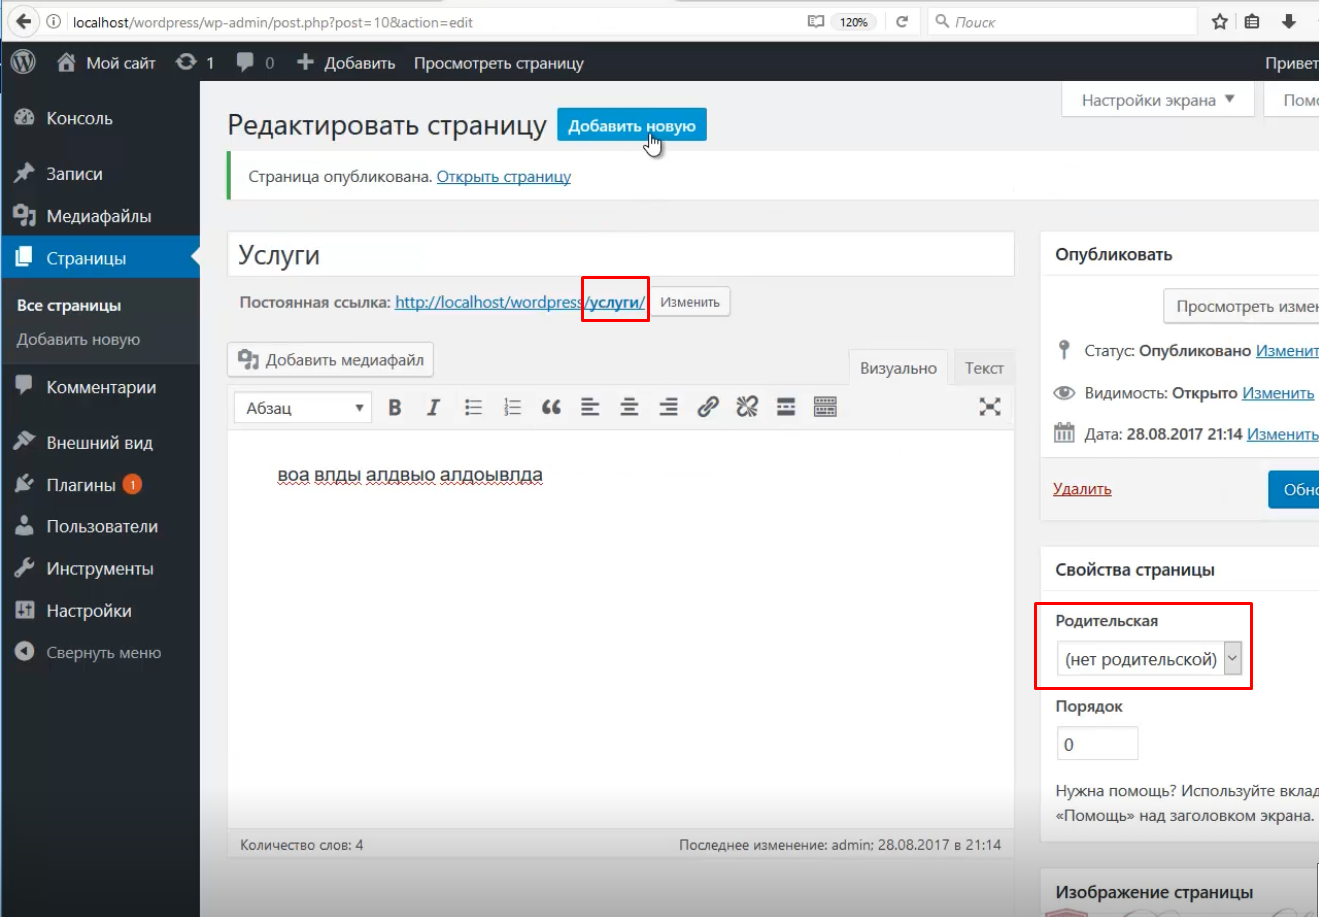 localhost/wordpress/wp-admin/post.php?post=10&action=edit
120%
Поиск
Мой сайт
1
0
Добавить
Просмотреть страницу
Привет
Консоль
Записи
Медиафайлы
Страницы
Все страницы
Добавить новую
Комментарии
Внешний вид
Плагины 1
Пользователи
Инструменты
Настройки
Свернуть меню
Настройки экрана
Помо
Редактировать страницу
Добавить новую
Страница опубликована. Открыть страницу
Услуги
Постоянная ссылка: http://localhost/wordpress/услуги/ Изменить
Добавить медиафайл
Визуально
Текст
Абзац
B I
воа влды алдвыо алдоывлда
Количество слов: 4
Последнее изменение: admin; 28.08.2017 в 21:14
Опубликовать
Просмотреть измен
Статус: Опубликовано Изменит
Видимость: Открыто Изменить
Дата: 28.08.2017 21:14 Изменить
Удалить
Обно
Свойства страницы
Родительская
(нет родительской)
Порядок
0
Нужна помощь? Используйте вклад
«Помощь» над заголовком экрана.
Изображение страницы